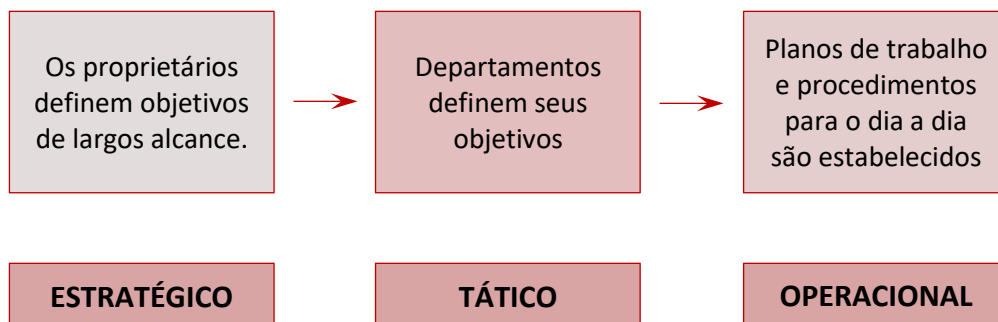 Os proprietários
definem objetivos
de largos alcance.
Departamentos
definem seus
objetivos
Planos de trabalho
e procedimentos
para o dia a dia
são estabelecidos
ESTRATÉGICO
TÁTICO
OPERACIONAL